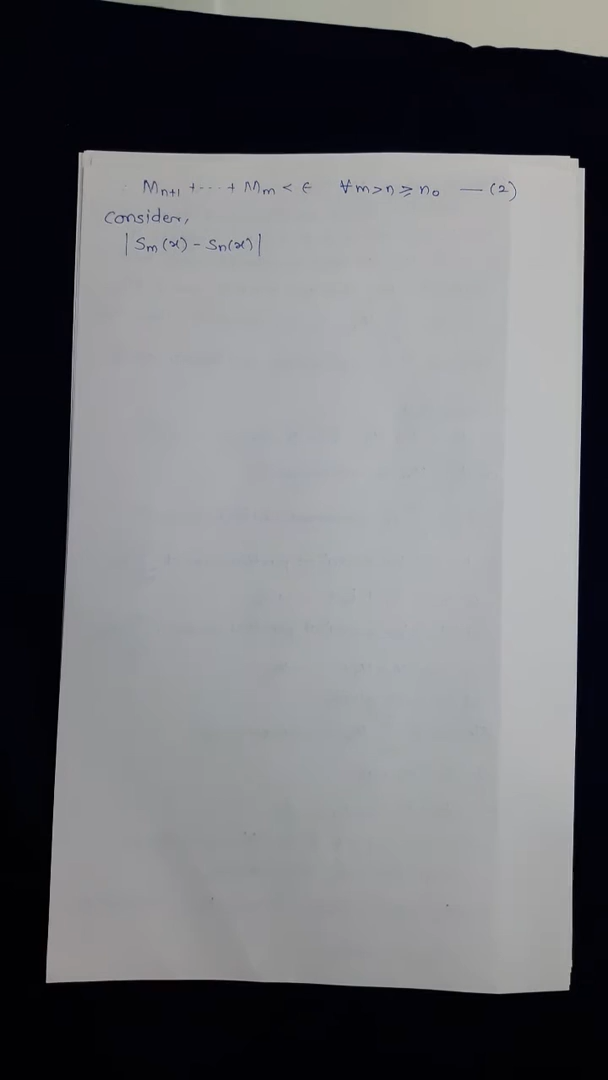 ∴ Mn+1 + --- + Mm < ϵ ∀m>n⩾n₀ — (2)
Consider,
| Sm(x) - Sn(x) |